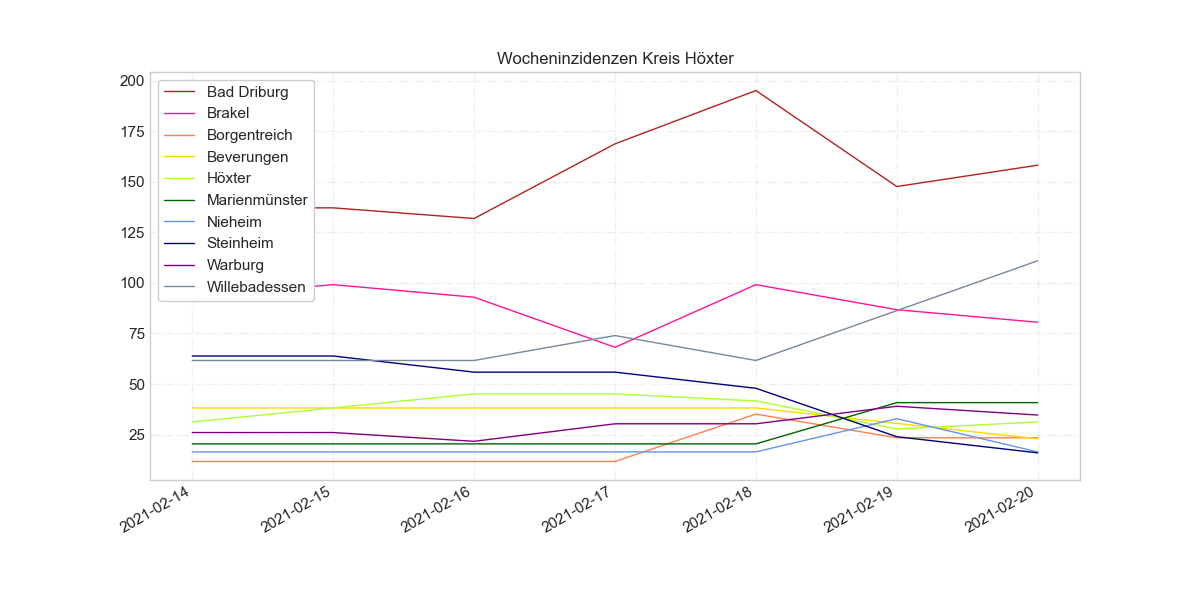 Wocheninzidenzen Kreis Höxter
200
175
150
125
100
75
50
25
Bad Driburg
Brakel
Borgentreich
Beverungen
Höxter
Marienmünster
Nieheim
Steinheim
Warburg
Willebadessen
2021-02-14
2021-02-15
2021-02-16
2021-02-17
2021-02-18
2021-02-19
2021-02-20